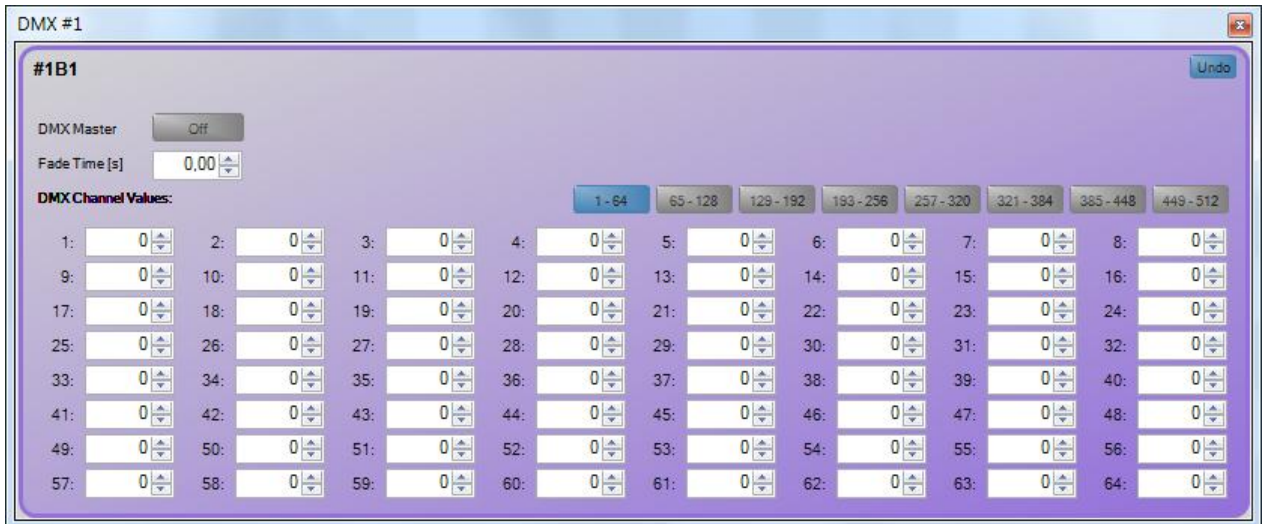 DMX #1
#1B1 Undo
DMX Master Off
Fade Time [s] 0,00
DMX Channel Values: 1 - 64 65 - 128 129 - 192 193 - 256 257 - 320 321 - 384 385 - 448 449 - 512
1: 0 2: 0 3: 0 4: 0 5: 0 6: 0 7: 0 8: 0
9: 0 10: 0 11: 0 12: 0 13: 0 14: 0 15: 0 16: 0
17: 0 18: 0 19: 0 20: 0 21: 0 22: 0 23: 0 24: 0
25: 0 26: 0 27: 0 28: 0 29: 0 30: 0 31: 0 32: 0
33: 0 34: 0 35: 0 36: 0 37: 0 38: 0 39: 0 40: 0
41: 0 42: 0 43: 0 44: 0 45: 0 46: 0 47: 0 48: 0
49: 0 50: 0 51: 0 52: 0 53: 0 54: 0 55: 0 56: 0
57: 0 58: 0 59: 0 60: 0 61: 0 62: 0 63: 0 64: 0